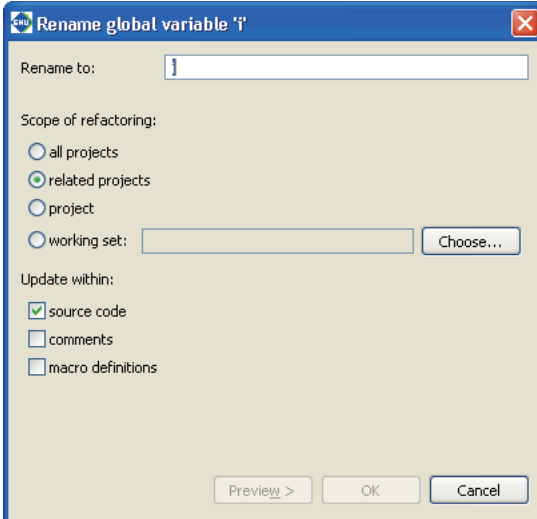 GNU Rename global variable 'i'
Rename to: i
Scope of refactoring:
all projects
related projects
project
working set: Choose...
Update within:
source code
comments
macro definitions
Preview > OK Cancel